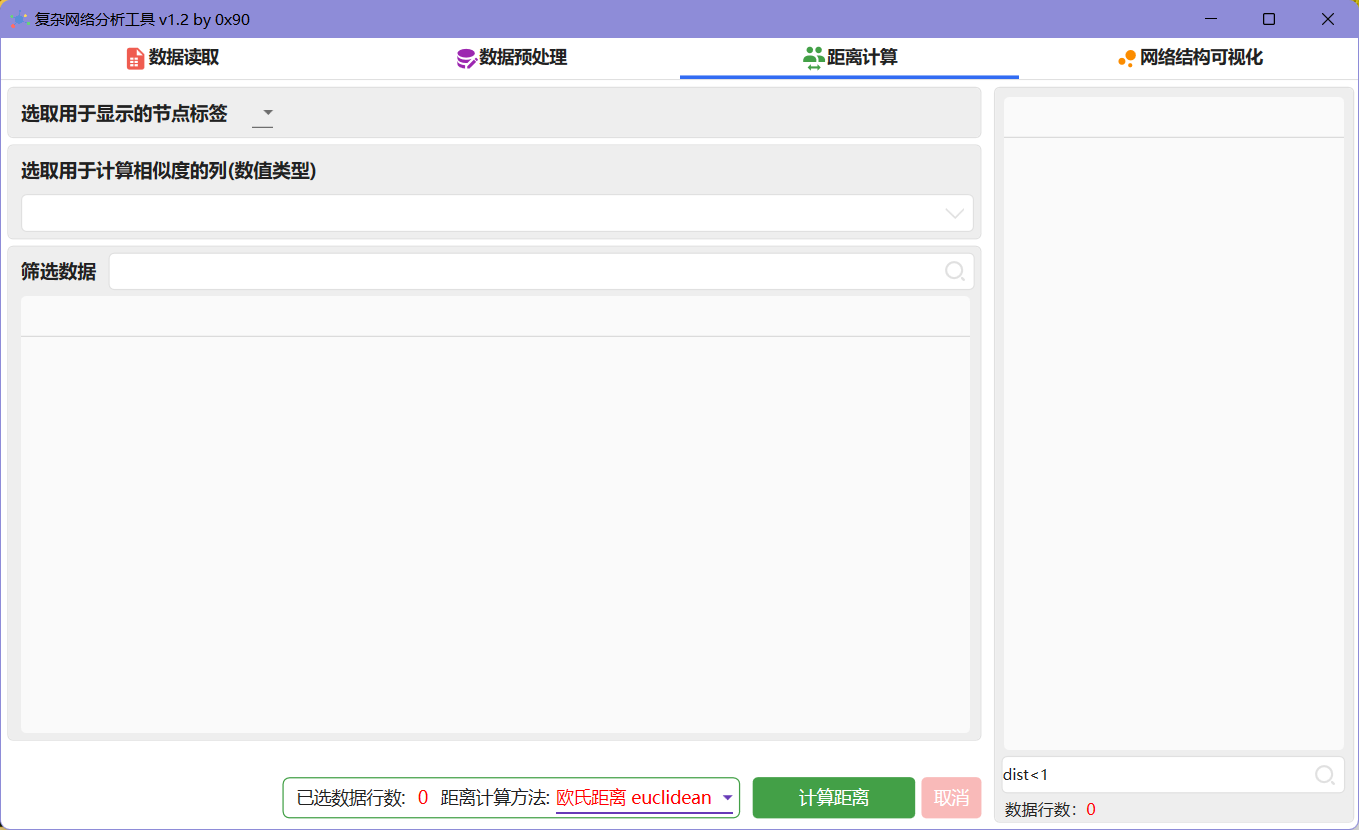 复杂网络分析工具 v1.2 by 0x90
数据读取 数据预处理 距离计算 网络结构可视化
选取用于显示的节点标签
选取用于计算相似度的列(数值类型)
筛选数据
已选数据行数: 0 距离计算方法: 欧氏距离 euclidean
计算距离
取消
dist<1
数据行数：0